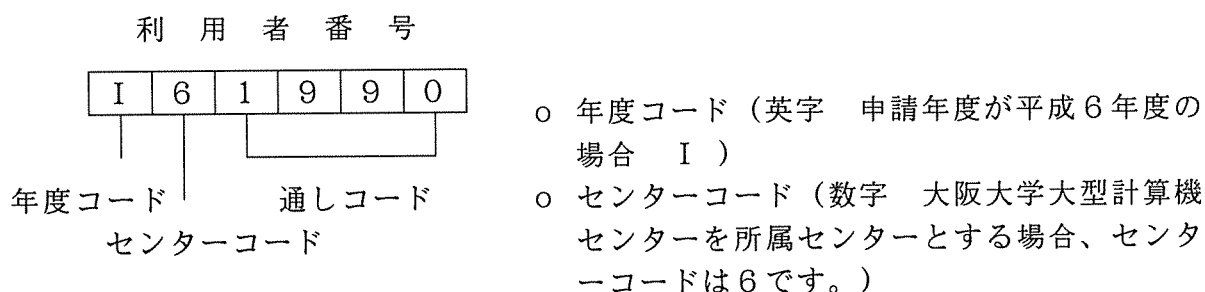 利用者番号
I 6 1 9 9 0
年度コード 通しコード
センターコード
o 年度コード（英字 申請年度が平成６年度の
場合 I ）
o センターコード（数字 大阪大学大型計算機
センターを所属センターとする場合、センタ
ーコードは６です。）